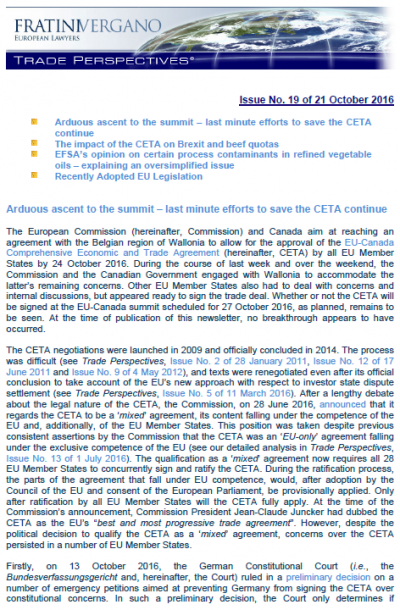 FRATINIVERGANO
EUROPEAN LAWYERS
TRADE PERSPECTIVES®
Issue No. 19 of 21 October 2016
Arduous ascent to the summit – last minute efforts to save the CETA
continue
The impact of the CETA on Brexit and beef quotas
EFSA's opinion on certain process contaminants in refined vegetable
oils – explaining an oversimplified issue
Recently Adopted EU Legislation
Arduous ascent to the summit – last minute efforts to save the CETA continue
The European Commission (hereinafter, Commission) and Canada aim at reaching an
agreement with the Belgian region of Wallonia to allow for the approval of the EU-Canada
Comprehensive Economic and Trade Agreement (hereinafter, CETA) by all EU Member
States by 24 October 2016. During the course of last week and over the weekend, the
Commission and the Canadian Government engaged with Wallonia to accommodate the
latter's remaining concerns. Other EU Member States also had to deal with concerns and
internal discussions, but appeared ready to sign the trade deal. Whether or not the CETA will
be signed at the EU-Canada summit scheduled for 27 October 2016, as planned, remains to
be seen. At the time of publication of this newsletter, no breakthrough appears to have
occurred.
The CETA negotiations were launched in 2009 and officially concluded in 2014. The process
was difficult (see Trade Perspectives, Issue No. 2 of 28 January 2011, Issue No. 12 of 17
June 2011 and Issue No. 9 of 4 May 2012), and texts were renegotiated even after its official
conclusion to take account of the EU's new approach with respect to investor state dispute
settlement (see Trade Perspectives, Issue No. 5 of 11 March 2016). After a lengthy debate
about the legal nature of the CETA, the Commission, on 28 June 2016, announced that it
regards the CETA to be a 'mixed' agreement, its content falling under the competence of the
EU and, additionally, of the EU Member States. This position was taken despite previous
consistent assertions by the Commission that the CETA was an 'EU-only' agreement falling
under the exclusive competence of the EU (see our detailed analysis in Trade Perspectives,
Issue No. 13 of 1 July 2016). The qualification as a 'mixed' agreement now requires all 28
EU Member States to concurrently sign and ratify the CETA. During the ratification process,
the parts of the agreement that fall under EU competence, would, after adoption by the
Council of the EU and consent of the European Parliament, be provisionally applied. Only
after ratification by all EU Member States will the CETA fully apply. At the time of the
Commission's announcement, Commission President Jean-Claude Juncker had dubbed the
CETA as the EU's "best and most progressive trade agreement". However, despite the
political decision to qualify the CETA as a 'mixed' agreement, concerns over the CETA
persisted in a number of EU Member States.
Firstly, on 13 October 2016, the German Constitutional Court (i.e., the
Bundesverfassungsgericht and, hereinafter, the Court) ruled in a preliminary decision on a
number of emergency petitions aimed at preventing Germany from signing the CETA over
constitutional concerns. In such a preliminary decision, the Court only determines if